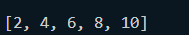 [2, 4, 6, 8, 10]